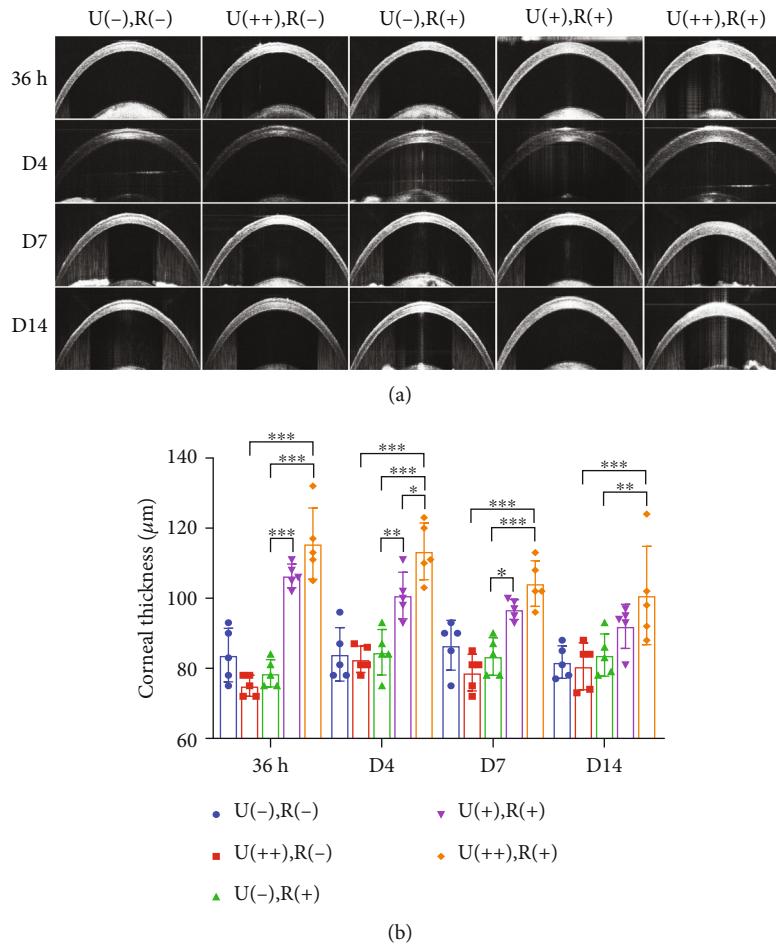 U(−),R(−) U(++),R(−) U(−),R(+) U(+),R(+) U(++),R(+)
36 h
D4
D7
D14
(a)
140
120
100
80
60
Corneal thickness (μm)
*** *** *** ***
*** *** *** **
*
*** ** *
36 h D4 D7 D14
U(−),R(−) U(+),R(+)
U(++),R(−) U(++),R(+)
U(−),R(+)
(b)